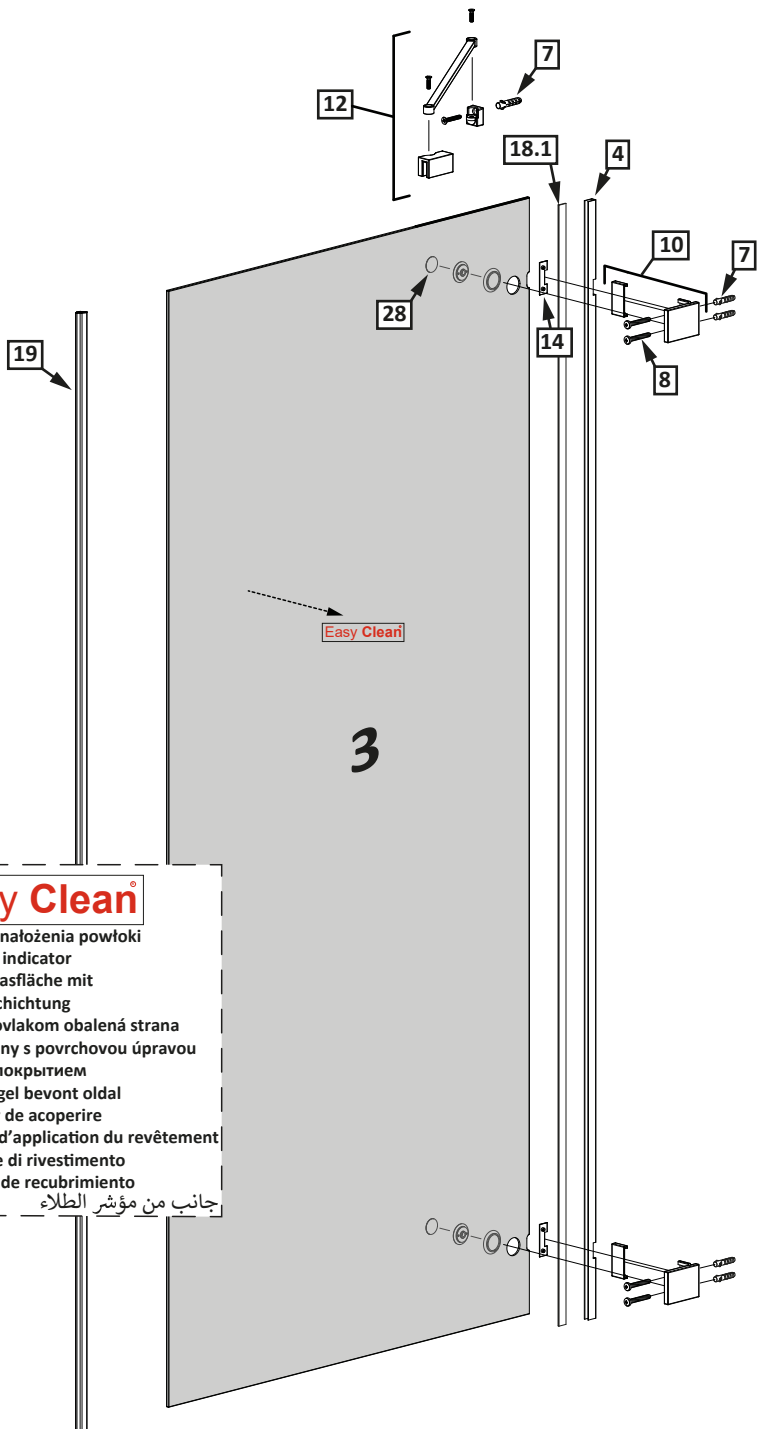 7
12
18.1
4
10
7
28
14
19
8
Easy Clean
3
y Clean
nałożenia powłoki
indicator
asfläche mit
chichtung
ovlakom obalená strana
ny s povrchovou úpravou
покрытием
gel bevont oldal
de acoperire
d'application du revêtement
e di rivestimento
de recubrimiento
جانب من مؤشر الطلاء